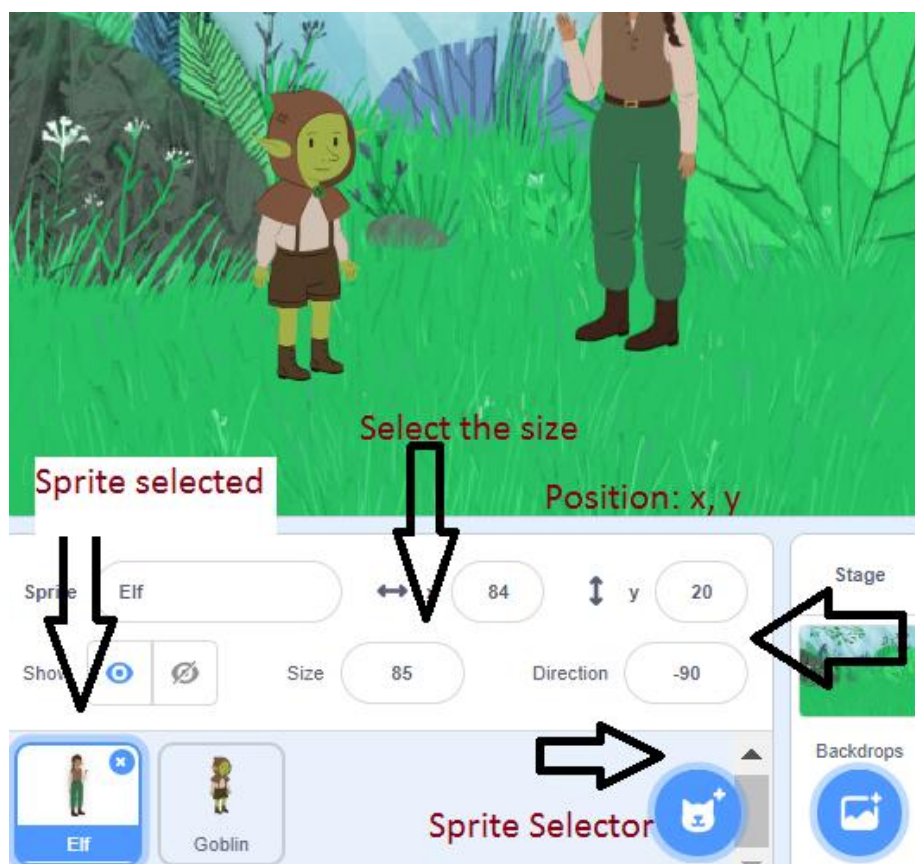 Select the size
Sprite selected
Position: x, y
Sprite Elf x 84 y 20 Stage
Show Size 85 Direction -90
Backdrops
Sprite Selector
Elf Goblin